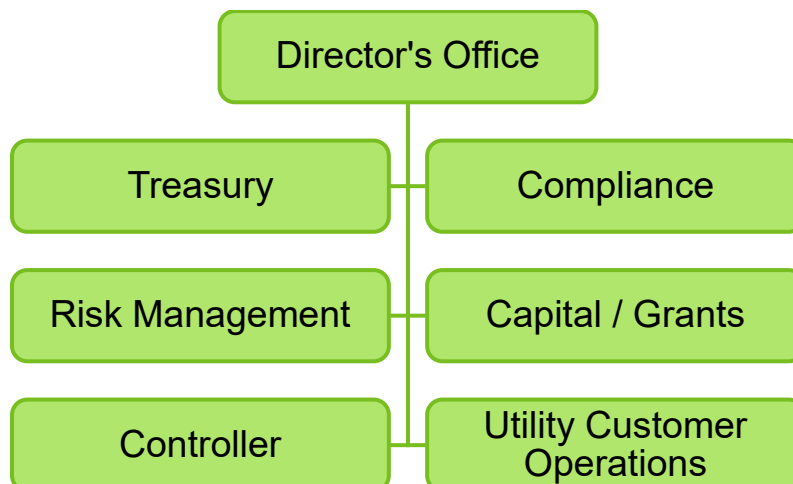 Director's Office
Treasury
Compliance
Risk Management
Capital / Grants
Controller
Utility Customer
Operations